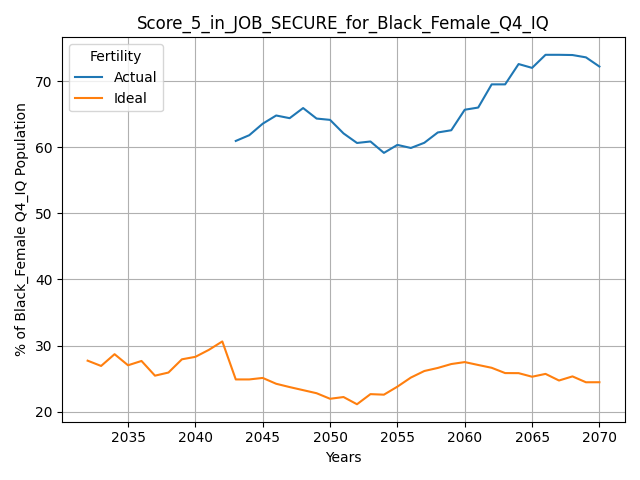 Score_5_in_JOB_SECURE_for_Black_Female_Q4_IQ
Fertility
Actual
Ideal
% of Black_Female Q4_IQ Population
70
60
50
40
30
20
2035
2040
2045
2050
2055
2060
2065
2070
Years